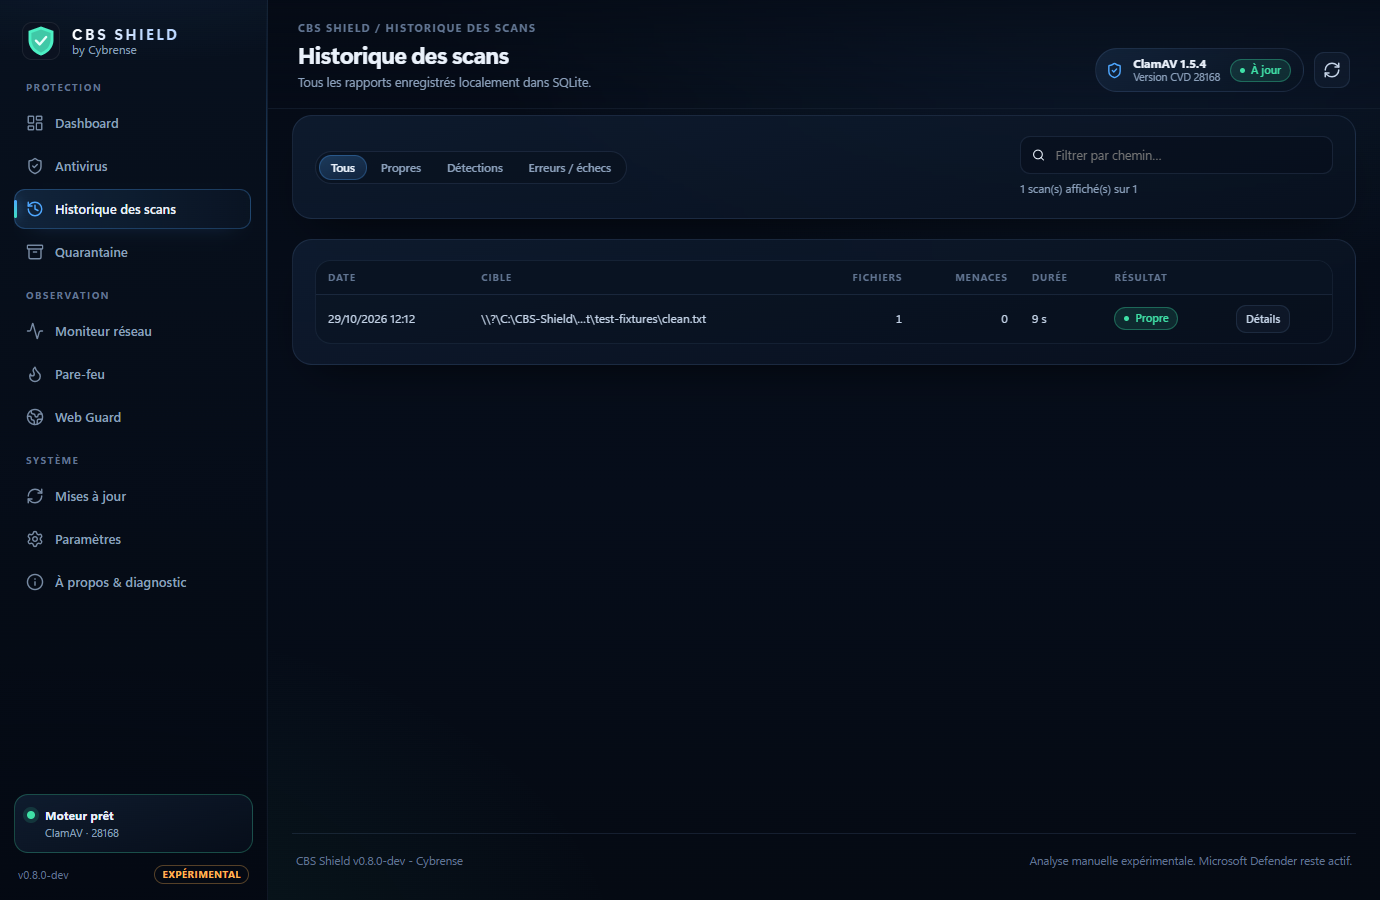 CBS SHIELD
by Cybrense
PROTECTION
Dashboard
Antivirus
Historique des scans
Quarantaine
OBSERVATION
Moniteur réseau
Pare-feu
Web Guard
SYSTÈME
Mises à jour
Paramètres
À propos & diagnostic
Moteur prêt
ClamAV · 28168
v0.8.0-dev EXPÉRIMENTAL
CBS SHIELD / HISTORIQUE DES SCANS
Historique des scans
Tous les rapports enregistrés localement dans SQLite.
ClamAV 1.5.4
Version CVD 28168
À jour
Tous Propres Détections Erreurs / échecs
Filtrer par chemin...
1 scan(s) affiché(s) sur 1
DATE CIBLE FICHIERS MENACES DURÉE RÉSULTAT
29/10/2026 12:12 \\?\C:\CBS-Shield\...t\test-fixtures\clean.txt 1 0 9 s Propre Détails
CBS Shield v0.8.0-dev - Cybrense
Analyse manuelle expérimentale. Microsoft Defender reste actif.